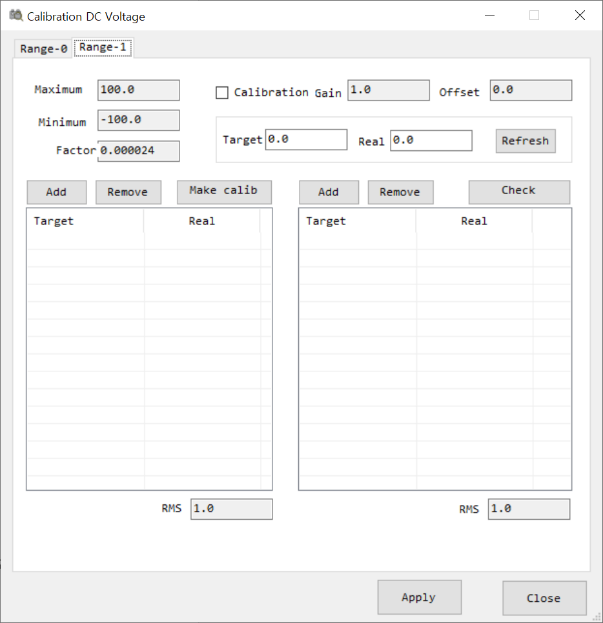 Calibration DC Voltage
Range-0 Range-1
Maximum 100.0 Calibration Gain 1.0 Offset 0.0
Minimum -100.0
Target 0.0 Real 0.0 Refresh
Factor 0.000024
Add Remove Make calib Add Remove Check
Target Real Target Real
RMS 1.0 RMS 1.0
Apply Close